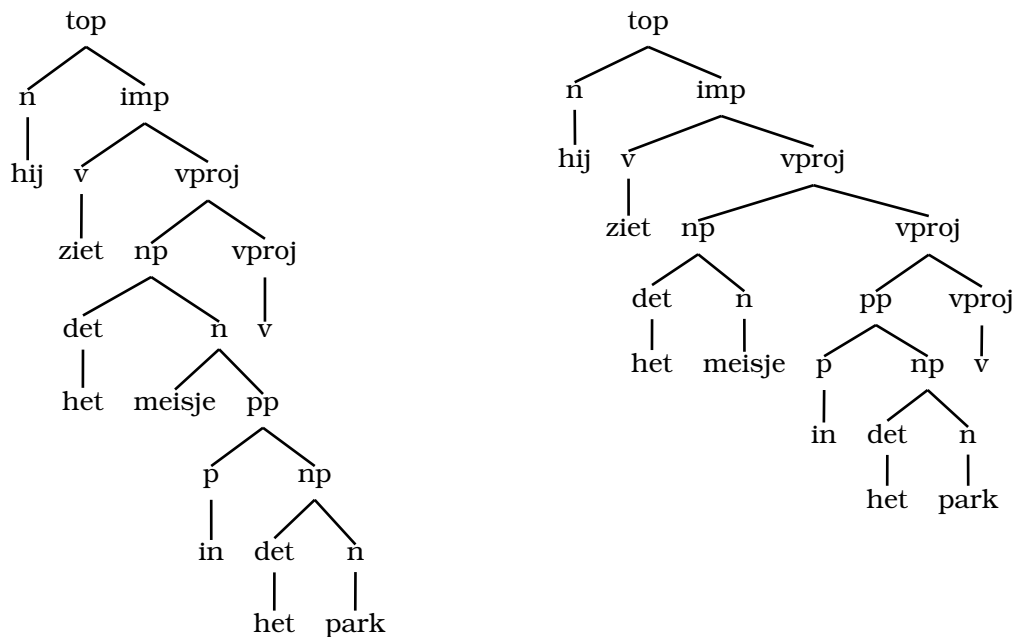 top
n imp
hij v vproj
ziet np vproj
det n v
het meisje pp
p np
in det n
het park
top
n imp
hij v vproj
ziet np vproj
det n pp vproj
het meisje p np v
in det n
het park